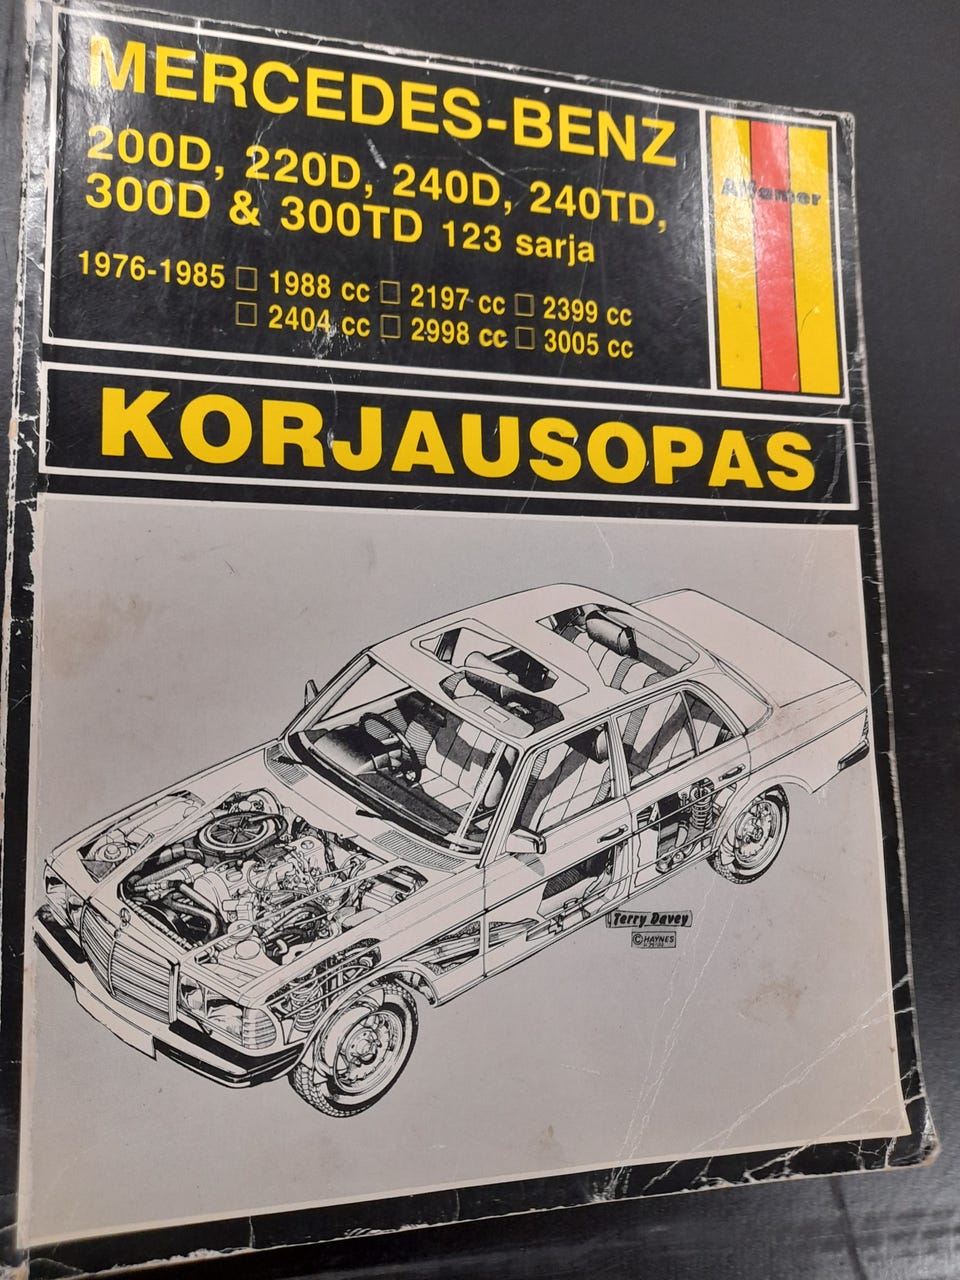 MERCEDES-BENZ
200D, 220D, 240D, 240TD,
300D & 300TD 123 sarja
1976-1985 □ 1988 cc □ 2197 cc □ 2399 cc
□ 2404 cc □ 2998 cc □ 3005 cc
Alfamer
KORJAUSOPAS
Terry Davey
© HAYNES